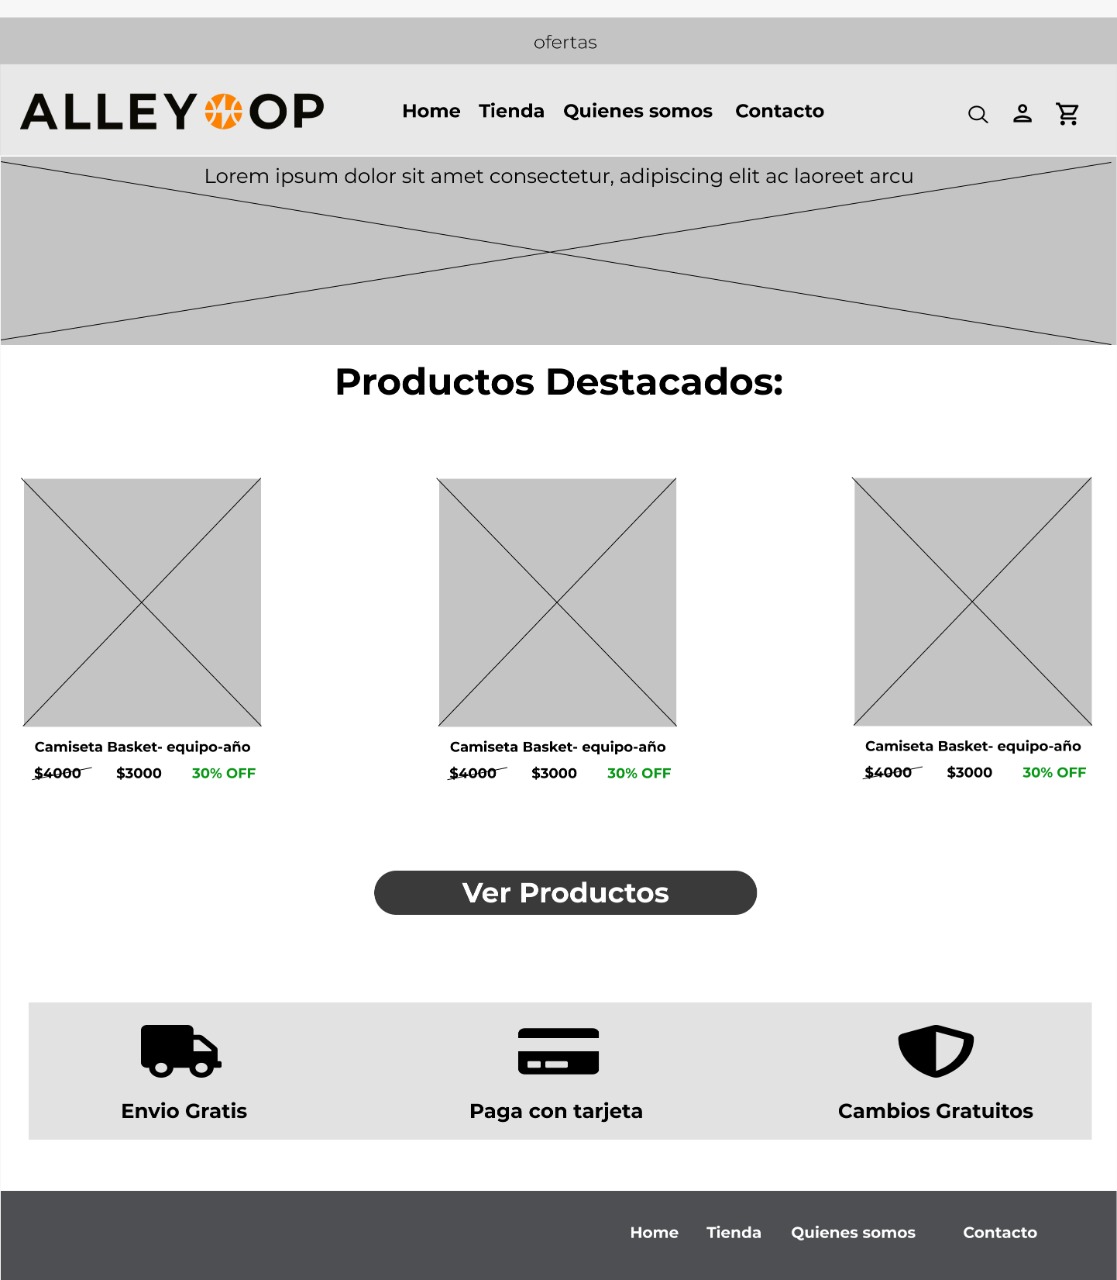 ofertas
ALLEYOOP
Home Tienda Quienes somos Contacto
Lorem ipsum dolor sit amet consectetur, adipiscing elit ac laoreet arcu
Productos Destacados:
Camiseta Basket- equipo-año
$4000 $3000 30% OFF
Camiseta Basket- equipo-año
$4000 $3000 30% OFF
Camiseta Basket- equipo-año
$4000 $3000 30% OFF
Ver Productos
Envio Gratis
Paga con tarjeta
Cambios Gratuitos
Home Tienda Quienes somos Contacto